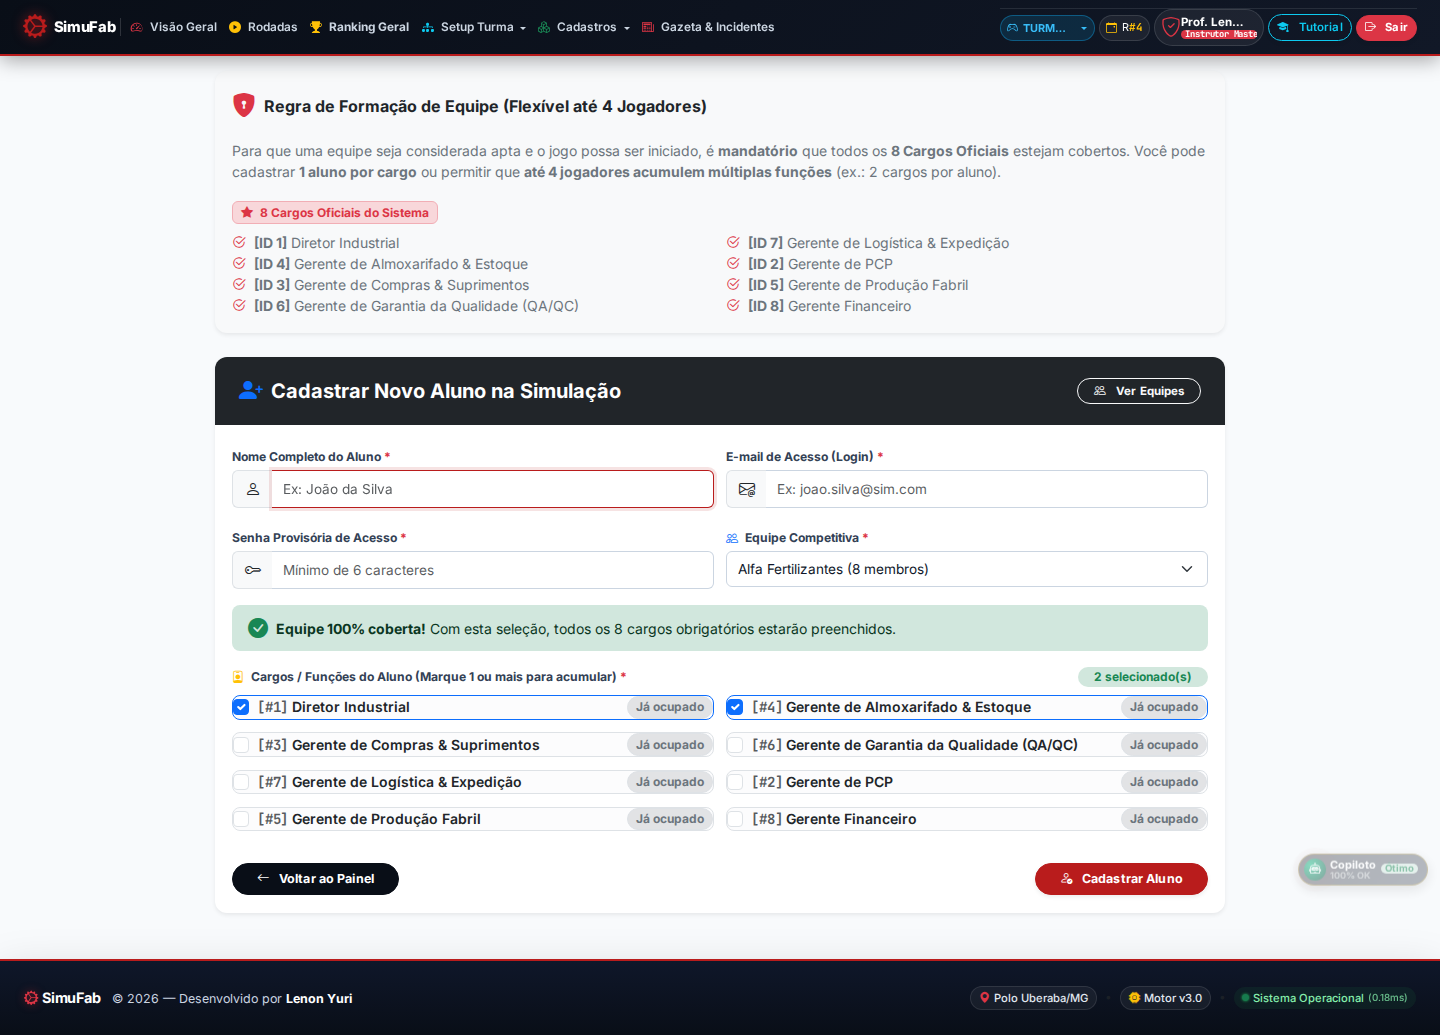 SimuFab
Visão Geral
Rodadas
Ranking Geral
Setup Turma
Cadastros
Gazeta & Incidentes
TURM...
R#4
Prof. Len...
Instrutor Maste
Tutorial
Sair
Regra de Formação de Equipe (Flexível até 4 Jogadores)
Para que uma equipe seja considerada apta e o jogo possa ser iniciado, é mandatório que todos os 8 Cargos Oficiais estejam cobertos. Você pode
cadastrar 1 aluno por cargo ou permitir que até 4 jogadores acumulem múltiplas funções (ex.: 2 cargos por aluno).
8 Cargos Oficiais do Sistema
[ID 1] Diretor Industrial
[ID 4] Gerente de Almoxarifado & Estoque
[ID 3] Gerente de Compras & Suprimentos
[ID 6] Gerente de Garantia da Qualidade (QA/QC)
[ID 7] Gerente de Logística & Expedição
[ID 2] Gerente de PCP
[ID 5] Gerente de Produção Fabril
[ID 8] Gerente Financeiro
Cadastrar Novo Aluno na Simulação
Ver Equipes
Nome Completo do Aluno *
Ex: João da Silva
E-mail de Acesso (Login) *
Ex: joao.silva@sim.com
Senha Provisória de Acesso *
Mínimo de 6 caracteres
Equipe Competitiva *
Alfa Fertilizantes (8 membros)
Equipe 100% coberta! Com esta seleção, todos os 8 cargos obrigatórios estarão preenchidos.
Cargos / Funções do Aluno (Marque 1 ou mais para acumular) *
2 selecionado(s)
[#1] Diretor Industrial Já ocupado
[#4] Gerente de Almoxarifado & Estoque Já ocupado
[#3] Gerente de Compras & Suprimentos Já ocupado
[#6] Gerente de Garantia da Qualidade (QA/QC) Já ocupado
[#7] Gerente de Logística & Expedição Já ocupado
[#2] Gerente de PCP Já ocupado
[#5] Gerente de Produção Fabril Já ocupado
[#8] Gerente Financeiro Já ocupado
Voltar ao Painel
Cadastrar Aluno
Copiloto
100% OK
Ótimo
SimuFab © 2026 — Desenvolvido por Lenon Yuri
Polo Uberaba/MG
Motor v3.0
Sistema Operacional (0.18ms)